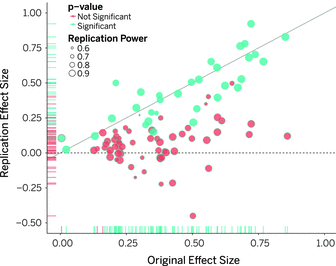 p-value
Not Significant
Significant
Replication Power
0.6
0.7
0.8
0.9
Replication Effect Size
1.00
0.75
0.50
0.25
0.00
−0.25
−0.50
0.00 0.25 0.50 0.75 1.00
Original Effect Size